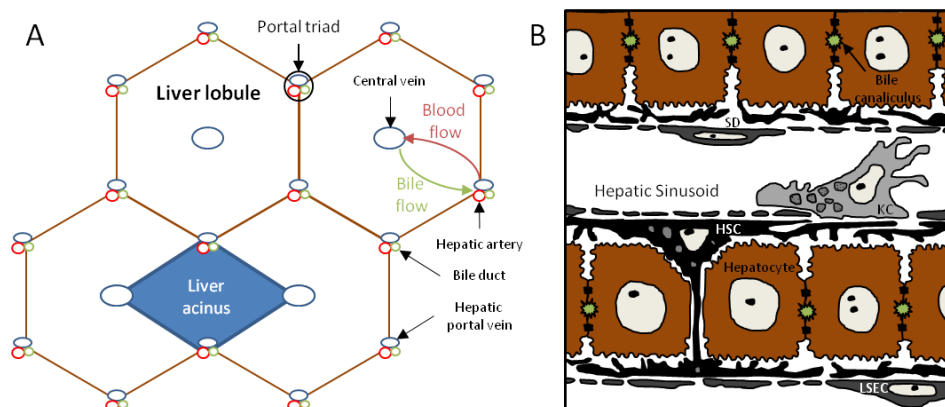 A
Portal triad
Liver lobule
Central vein
Blood
flow
Bile
flow
Hepatic artery
Bile duct
Hepatic
portal vein
Liver
acinus
B
Bile
canaliculus
SD
Hepatic Sinusoid
KC
HSC
Hepatocyte
LSEC